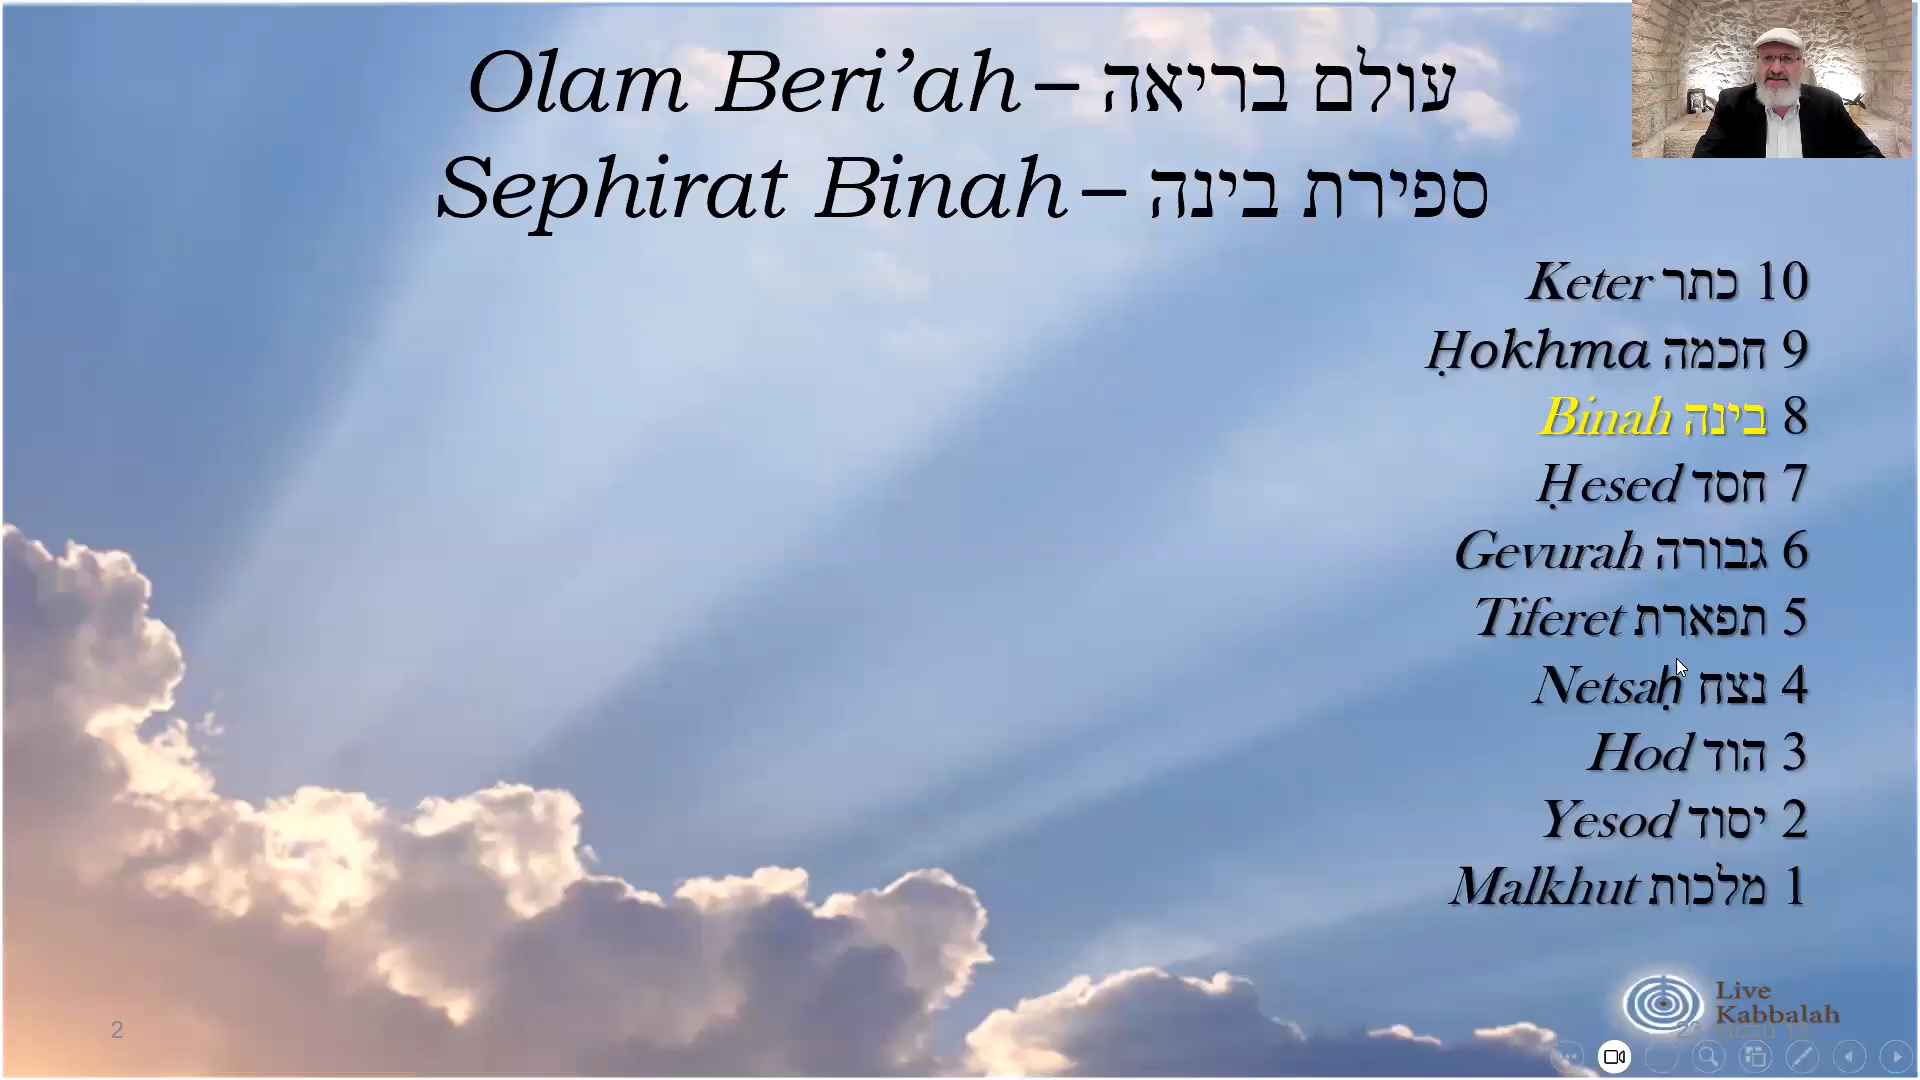 Olam Beri’ah – עולם בריאה
Sephirat Binah – ספירת בינה
10 כתר Keter
9 חכמה Ḥokhma
8 בינה Binah
7 חסד Ḥesed
6 גבורה Gevurah
5 תפארת Tiferet
4 נצח Netsaḥ
3 הוד Hod
2 יסוד Yesod
1 מלכות Malkhut
Live
Kabbalah
2